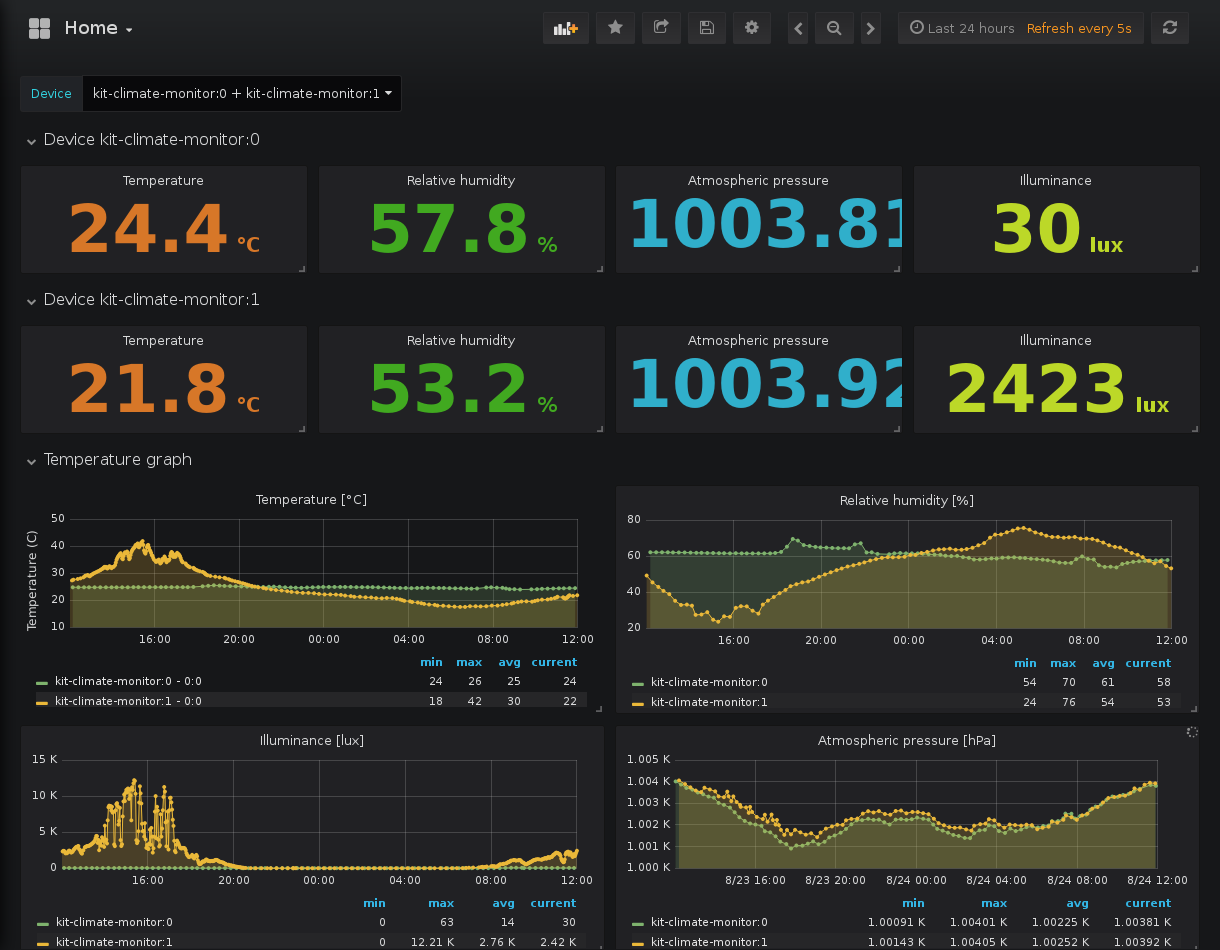 Home
Last 24 hours Refresh every 5s
Device kit-climate-monitor:0 + kit-climate-monitor:1
Device kit-climate-monitor:0
Temperature Relative humidity Atmospheric pressure Illuminance
24.4 °C 57.8 % 1003.81 30 lux
Device kit-climate-monitor:1
Temperature Relative humidity Atmospheric pressure Illuminance
21.8 °C 53.2 % 1003.92 2423 lux
Temperature graph
Temperature [°C]
Temperature (C)
50
40
30
20
10
16:00 20:00 00:00 04:00 08:00 12:00
min max avg current
kit-climate-monitor:0 - 0:0 24 26 25 24
kit-climate-monitor:1 - 0:0 18 42 30 22
Relative humidity [%]
80
60
40
20
16:00 20:00 00:00 04:00 08:00 12:00
min max avg current
kit-climate-monitor:0 54 70 61 58
kit-climate-monitor:1 24 76 54 53
Illuminance [lux]
15 K
10 K
5 K
0
16:00 20:00 00:00 04:00 08:00 12:00
min max avg current
kit-climate-monitor:0 0 63 14 30
kit-climate-monitor:1 0 12.21 K 2.76 K 2.42 K
Atmospheric pressure [hPa]
1.005 K
1.004 K
1.003 K
1.002 K
1.001 K
1.000 K
8/23 16:00 8/23 20:00 8/24 00:00 8/24 04:00 8/24 08:00 8/24 12:00
min max avg current
kit-climate-monitor:0 1.00091 K 1.00401 K 1.00225 K 1.00381 K
kit-climate-monitor:1 1.00143 K 1.00405 K 1.00252 K 1.00392 K